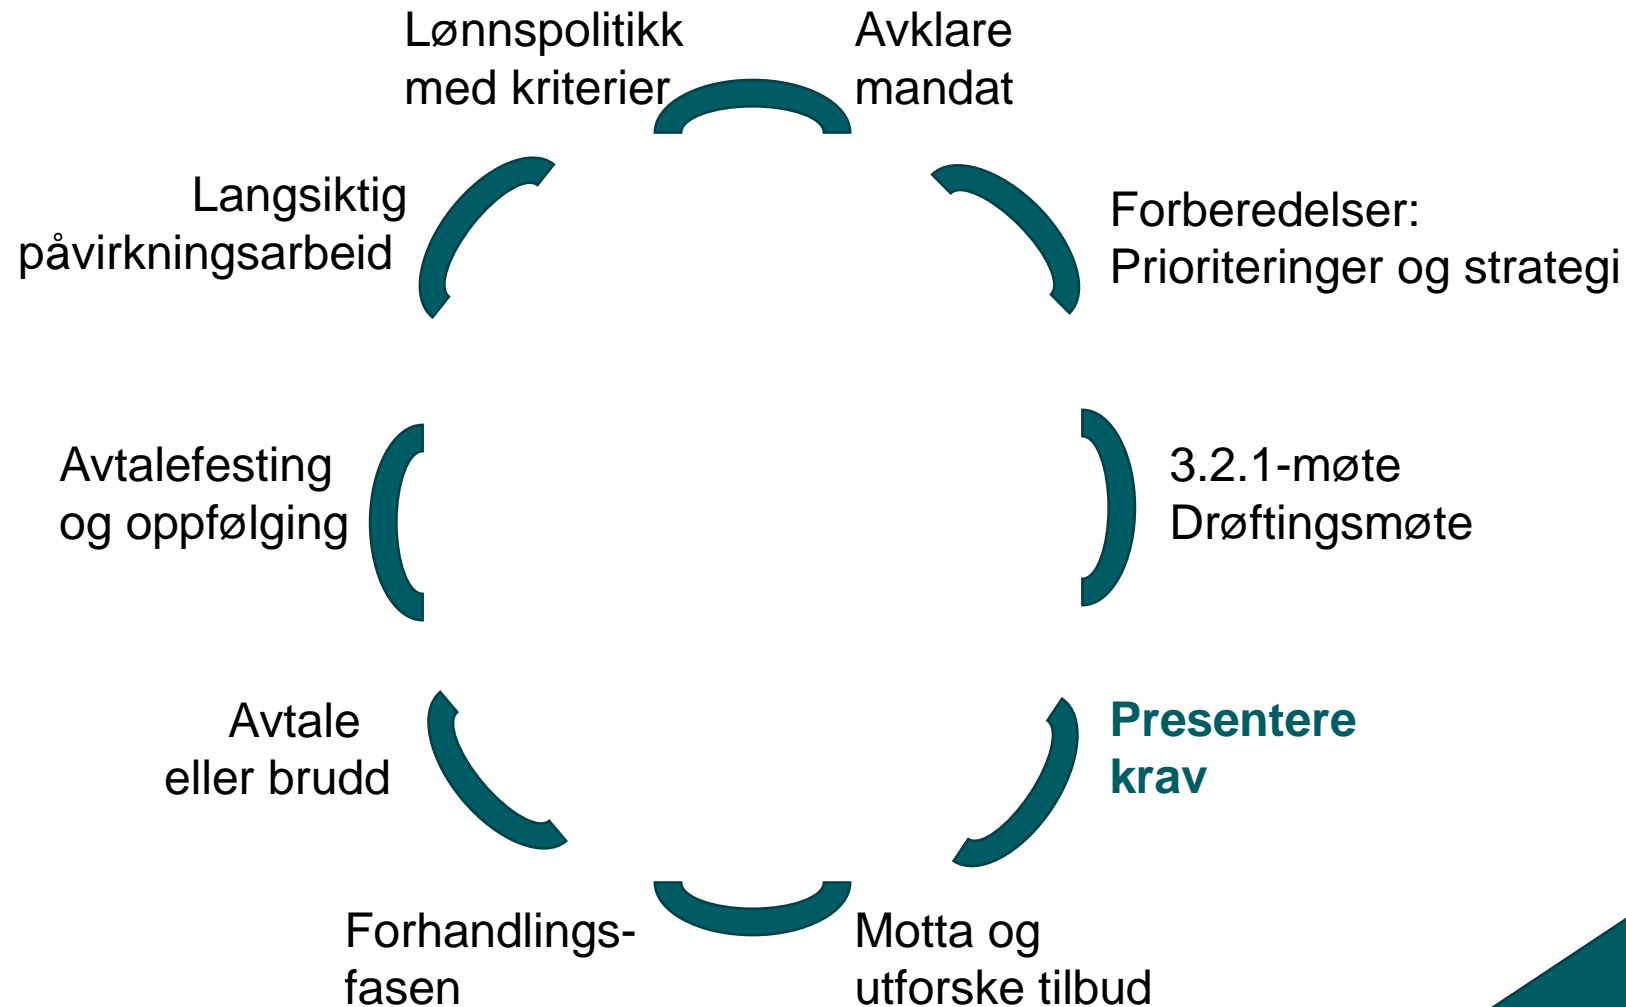 Lønnspolitikk
med kriterier
Avklare
mandat
Forberedelser:
Prioriteringer og strategi
3.2.1-møte
Drøftingsmøte
Presentere
krav
Motta og
utforske tilbud
Forhandlings-
fasen
Avtale
eller brudd
Avtalefesting
og oppfølging
Langsiktig
påvirkningsarbeid